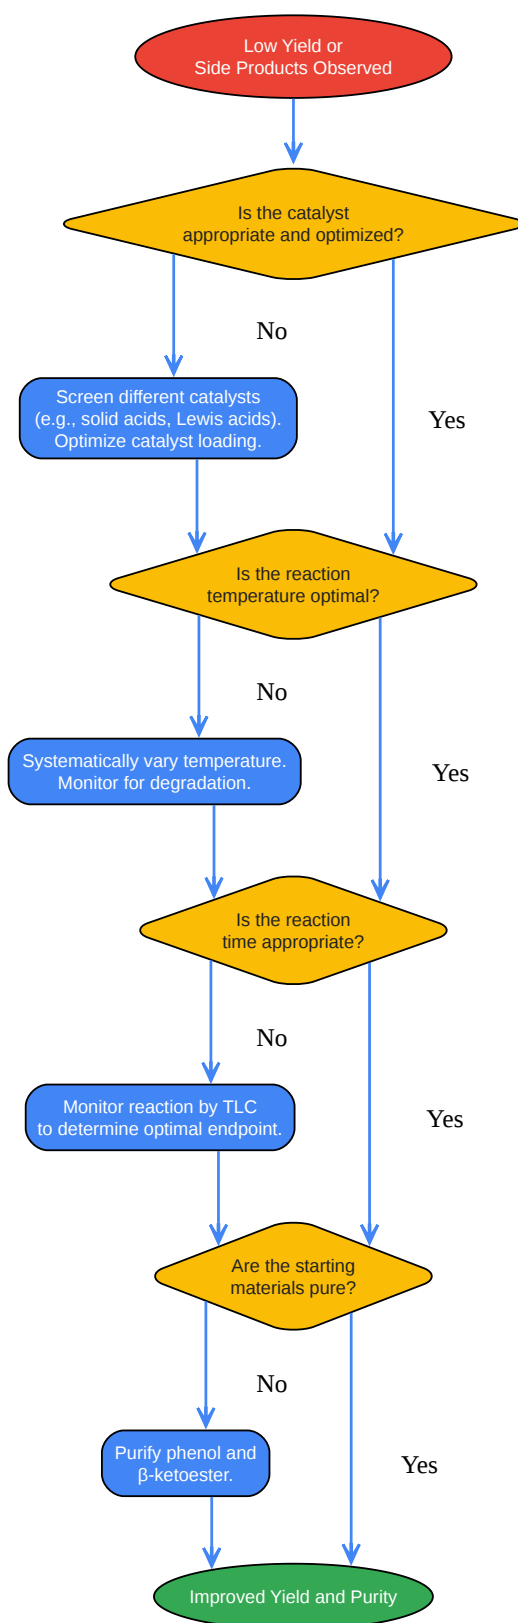 Low Yield or
Side Products Observed
Is the catalyst
appropriate and optimized?
No
Screen different catalysts
(e.g., solid acids, Lewis acids).
Optimize catalyst loading.
Yes
Is the reaction
temperature optimal?
No
Systematically vary temperature.
Monitor for degradation.
Yes
Is the reaction
time appropriate?
No
Monitor reaction by TLC
to determine optimal endpoint.
Yes
Are the starting
materials pure?
No
Purify phenol and
β-ketoester.
Yes
Improved Yield and Purity